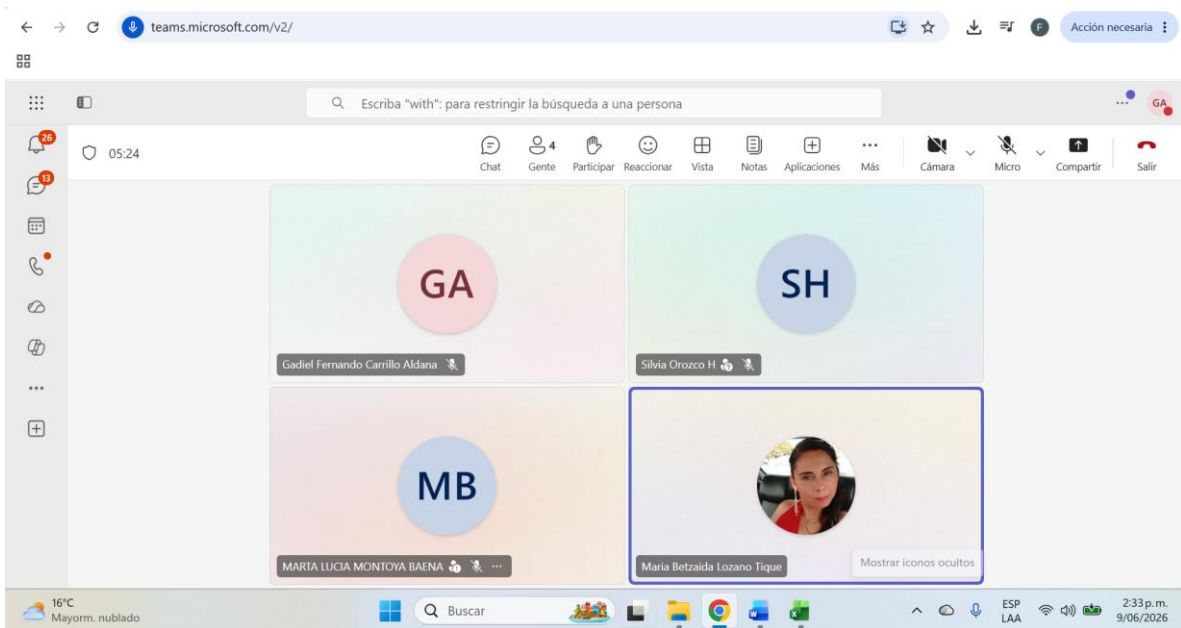 teams.microsoft.com/v2/
F
Acción necesaria
Escriba "with": para restringir la búsqueda a una persona
GA
26
05:24
4
Chat
Gente
Participar
Reaccionar
Vista
Notas
Aplicaciones
Más
Cámara
Micro
Compartir
Salir
13
GA
Gadiel Fernando Carrillo Aldana
SH
Silvia Orozco H
MB
MARTA LUCIA MONTOYA BAENA
Maria Betzaida Lozano Tique
Mostrar iconos ocultos
16°C
Mayorm. nublado
Buscar
ESP
LAA
2:33 p. m.
9/06/2026